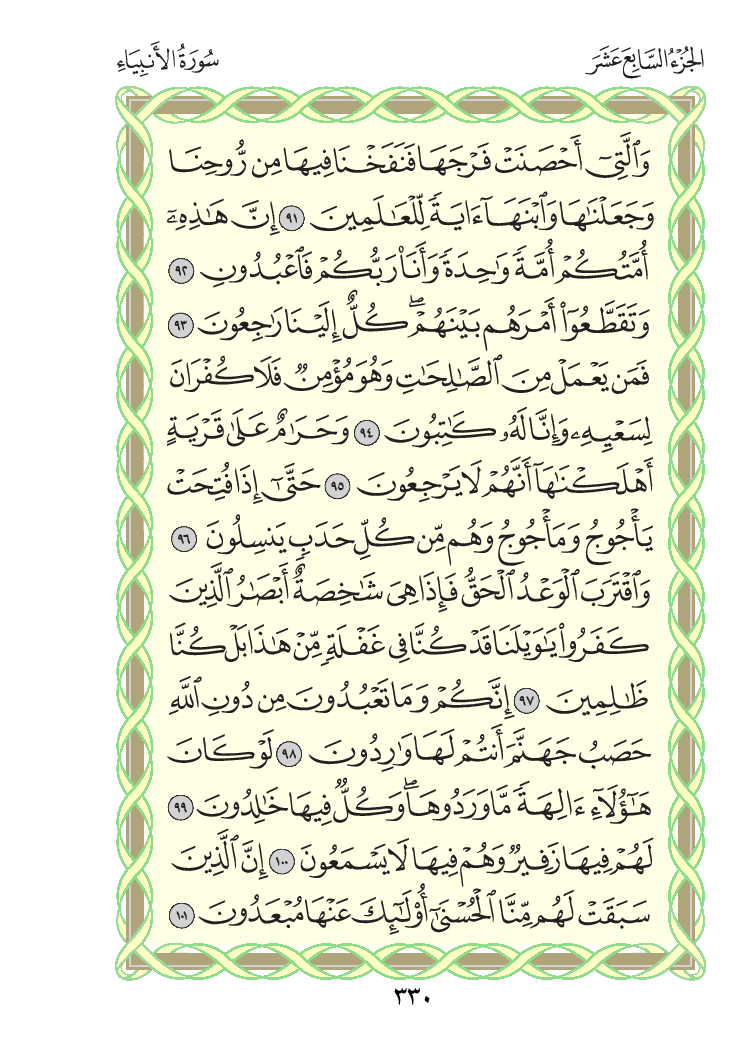 الجُزْءُ السَّابِعَ عَشَرَ
سُورَةُ الأَنبِيَاءِ
وَٱلَّتِيٓ أَحۡصَنَتۡ فَرۡجَهَا فَنَفَخۡنَا فِيهَا مِن رُّوحِنَا
وَجَعَلۡنَٰهَا وَٱبۡنَهَآ ءَايَةٗ لِّلۡعَٰلَمِينَ ٩١ إِنَّ هَٰذِهِۦٓ
أُمَّتُكُمۡ أُمَّةٗ وَٰحِدَةٗ وَأَنَا۠ رَبُّكُمۡ فَٱعۡبُدُونِ ٩٢
وَتَقَطَّعُوٓاْ أَمۡرَهُم بَيۡنَهُمۡۖ كُلٌّ إِلَيۡنَا رَٰجِعُونَ ٩٣
فَمَن يَعۡمَلۡ مِنَ ٱلصَّٰلِحَٰتِ وَهُوَ مُؤۡمِنٞ فَلَا كُفۡرَانَ
لِسَعۡيِهِۦ وَإِنَّا لَهُۥ كَٰتِبُونَ ٩٤ وَحَرَٰمٌ عَلَىٰ قَرۡيَةٍ
أَهۡلَكۡنَٰهَآ أَنَّهُمۡ لَا يَرۡجِعُونَ ٩٥ حَتَّىٰٓ إِذَا فُتِحَتۡ
يَأۡجُوجُ وَمَأۡجُوجُ وَهُم مِّن كُلِّ حَدَبٖ يَنسِلُونَ ٩٦
وَٱقۡتَرَبَ ٱلۡوَعۡدُ ٱلۡحَقُّ فَإِذَا هِيَ شَٰخِصَةٌ أَبۡصَٰرُ ٱلَّذِينَ
كَفَرُواْ يَٰوَيۡلَنَا قَدۡ كُنَّا فِي غَفۡلَةٖ مِّنۡ هَٰذَا بَلۡ كُنَّا
ظَٰلِمِينَ ٩٧ إِنَّكُمۡ وَمَا تَعۡبُدُونَ مِن دُونِ ٱللَّهِ
حَصَبُ جَهَنَّمَ أَنتُمۡ لَهَا وَٰرِدُونَ ٩٨ لَوۡ كَانَ
هَٰٓؤُلَآءِ ءَالِهَةٗ مَّا وَرَدُوهَاۖ وَكُلّٞ فِيهَا خَٰلِدُونَ ٩٩
لَهُمۡ فِيهَا زَفِيرٞ وَهُمۡ فِيهَا لَا يَسۡمَعُونَ ١٠٠ إِنَّ ٱلَّذِينَ
سَبَقَتۡ لَهُم مِّنَّا ٱلۡحُسۡنَىٰٓ أُوْلَٰٓئِكَ عَنۡهَا مُبۡعَدُونَ ١٠١
٣٣٠